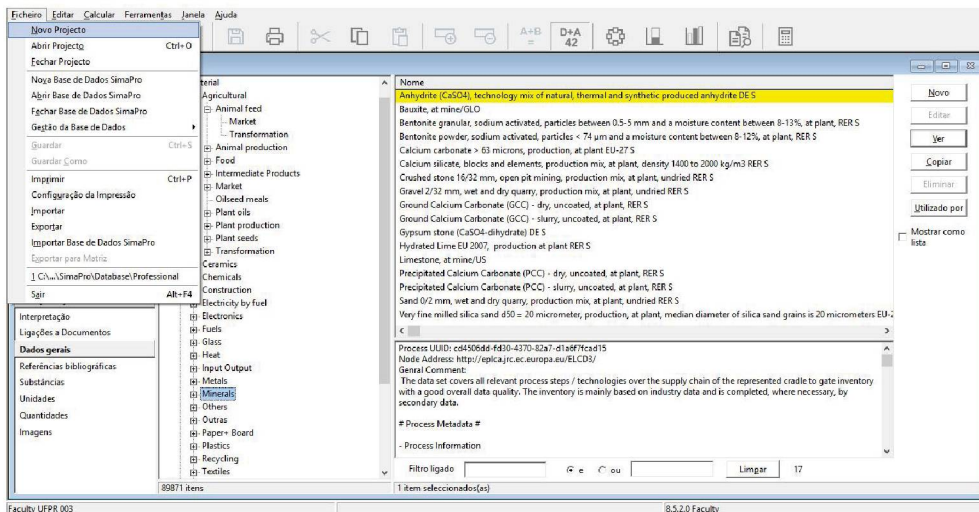 Ficheiro Editar Calcular Ferramentas Janela Ajuda
A+B
=
D+A
42
Novo Projecto
Abrir Projecto Ctrl+O
Fechar Projecto
Nova Base de Dados SimaPro
Abrir Base de Dados SimaPro
Fechar Base de Dados SimaPro
Gestão da Base de Dados
Guardar Ctrl+S
Guardar Como
Imprimir Ctrl+P
Configuração da Impressão
Importar
Exportar
Importar Base de Dados SimaPro
Exportar para Matriz
1 C:\...\SimaPro\Database\Professional
Sair Alt+F4
Interpretação
Ligações a Documentos
Dados gerais
Referências bibliográficas
Substâncias
Unidades
Quantidades
Imagens
terial
Agricultural
Animal feed
Market
Transformation
Animal production
Food
Intermediate Products
Market
Oilseed meals
Plant oils
Plant production
Plant seeds
Transformation
Ceramics
Chemicals
Construction
Electricity by fuel
Electronics
Fuels
Glass
Heat
Input Output
Metals
Minerals
Others
Outras
Paper+ Board
Plastics
Recycling
Textiles
89871 itens
Nome
Anhydrite (CaSO4), technology mix of natural, thermal and synthetic produced anhydrite DE S
Bauxite, at mine/GLO
Bentonite granular, sodium activated, particles between 0.5-5 mm and a moisture content between 8-13%, at plant, RER S
Bentonite powder, sodium activated, particles < 74 µm and a moisture content between 8-12%, at plant, RER S
Calcium carbonate > 63 microns, production, at plant EU-27 S
Calcium silicate, blocks and elements, production mix, at plant, density 1400 to 2000 kg/m3 RER S
Crushed stone 16/32 mm, open pit mining, production mix, at plant, undried RER S
Gravel 2/32 mm, wet and dry quarry, production mix, at plant, undried RER S
Ground Calcium Carbonate (GCC) - dry, uncoated, at plant, RER S
Ground Calcium Carbonate (GCC) - slurry, uncoated, at plant, RER S
Gypsum stone (CaSO4-dihydrate) DE S
Hydrated Lime EU 2007, production at plant RER S
Limestone, at mine/US
Precipitated Calcium Carbonate (PCC) - dry, uncoated, at plant, RER S
Precipitated Calcium Carbonate (PCC) - slurry, uncoated, at plant, RER S
Sand 0/2 mm, wet and dry quarry, production mix, at plant, undried RER S
Very fine milled silica sand d50 = 20 micrometer, production, at plant, median diameter of silica sand grains is 20 micrometers EU-2
Process UUID: cd4506dd-fd30-4370-82a7-d1a6f7fcad15
Node Address: http://eplca.jrc.ec.europa.eu/ELCD3/
Genral Comment:
The data set covers all relevant process steps / technologies over the supply chain of the represented cradle to gate inventory
with a good overall data quality. The inventory is mainly based on industry data and is completed, where necessary, by
secondary data.
# Process Metadata #
- Process Information
Filtro ligado e ou Limpar 17
1 item seleccionados(as)
Novo
Editar
Ver
Copiar
Eliminar
Utilizado por
Mostrar como
lista
Faculty UFPR 003 8.5.2.0 Faculty